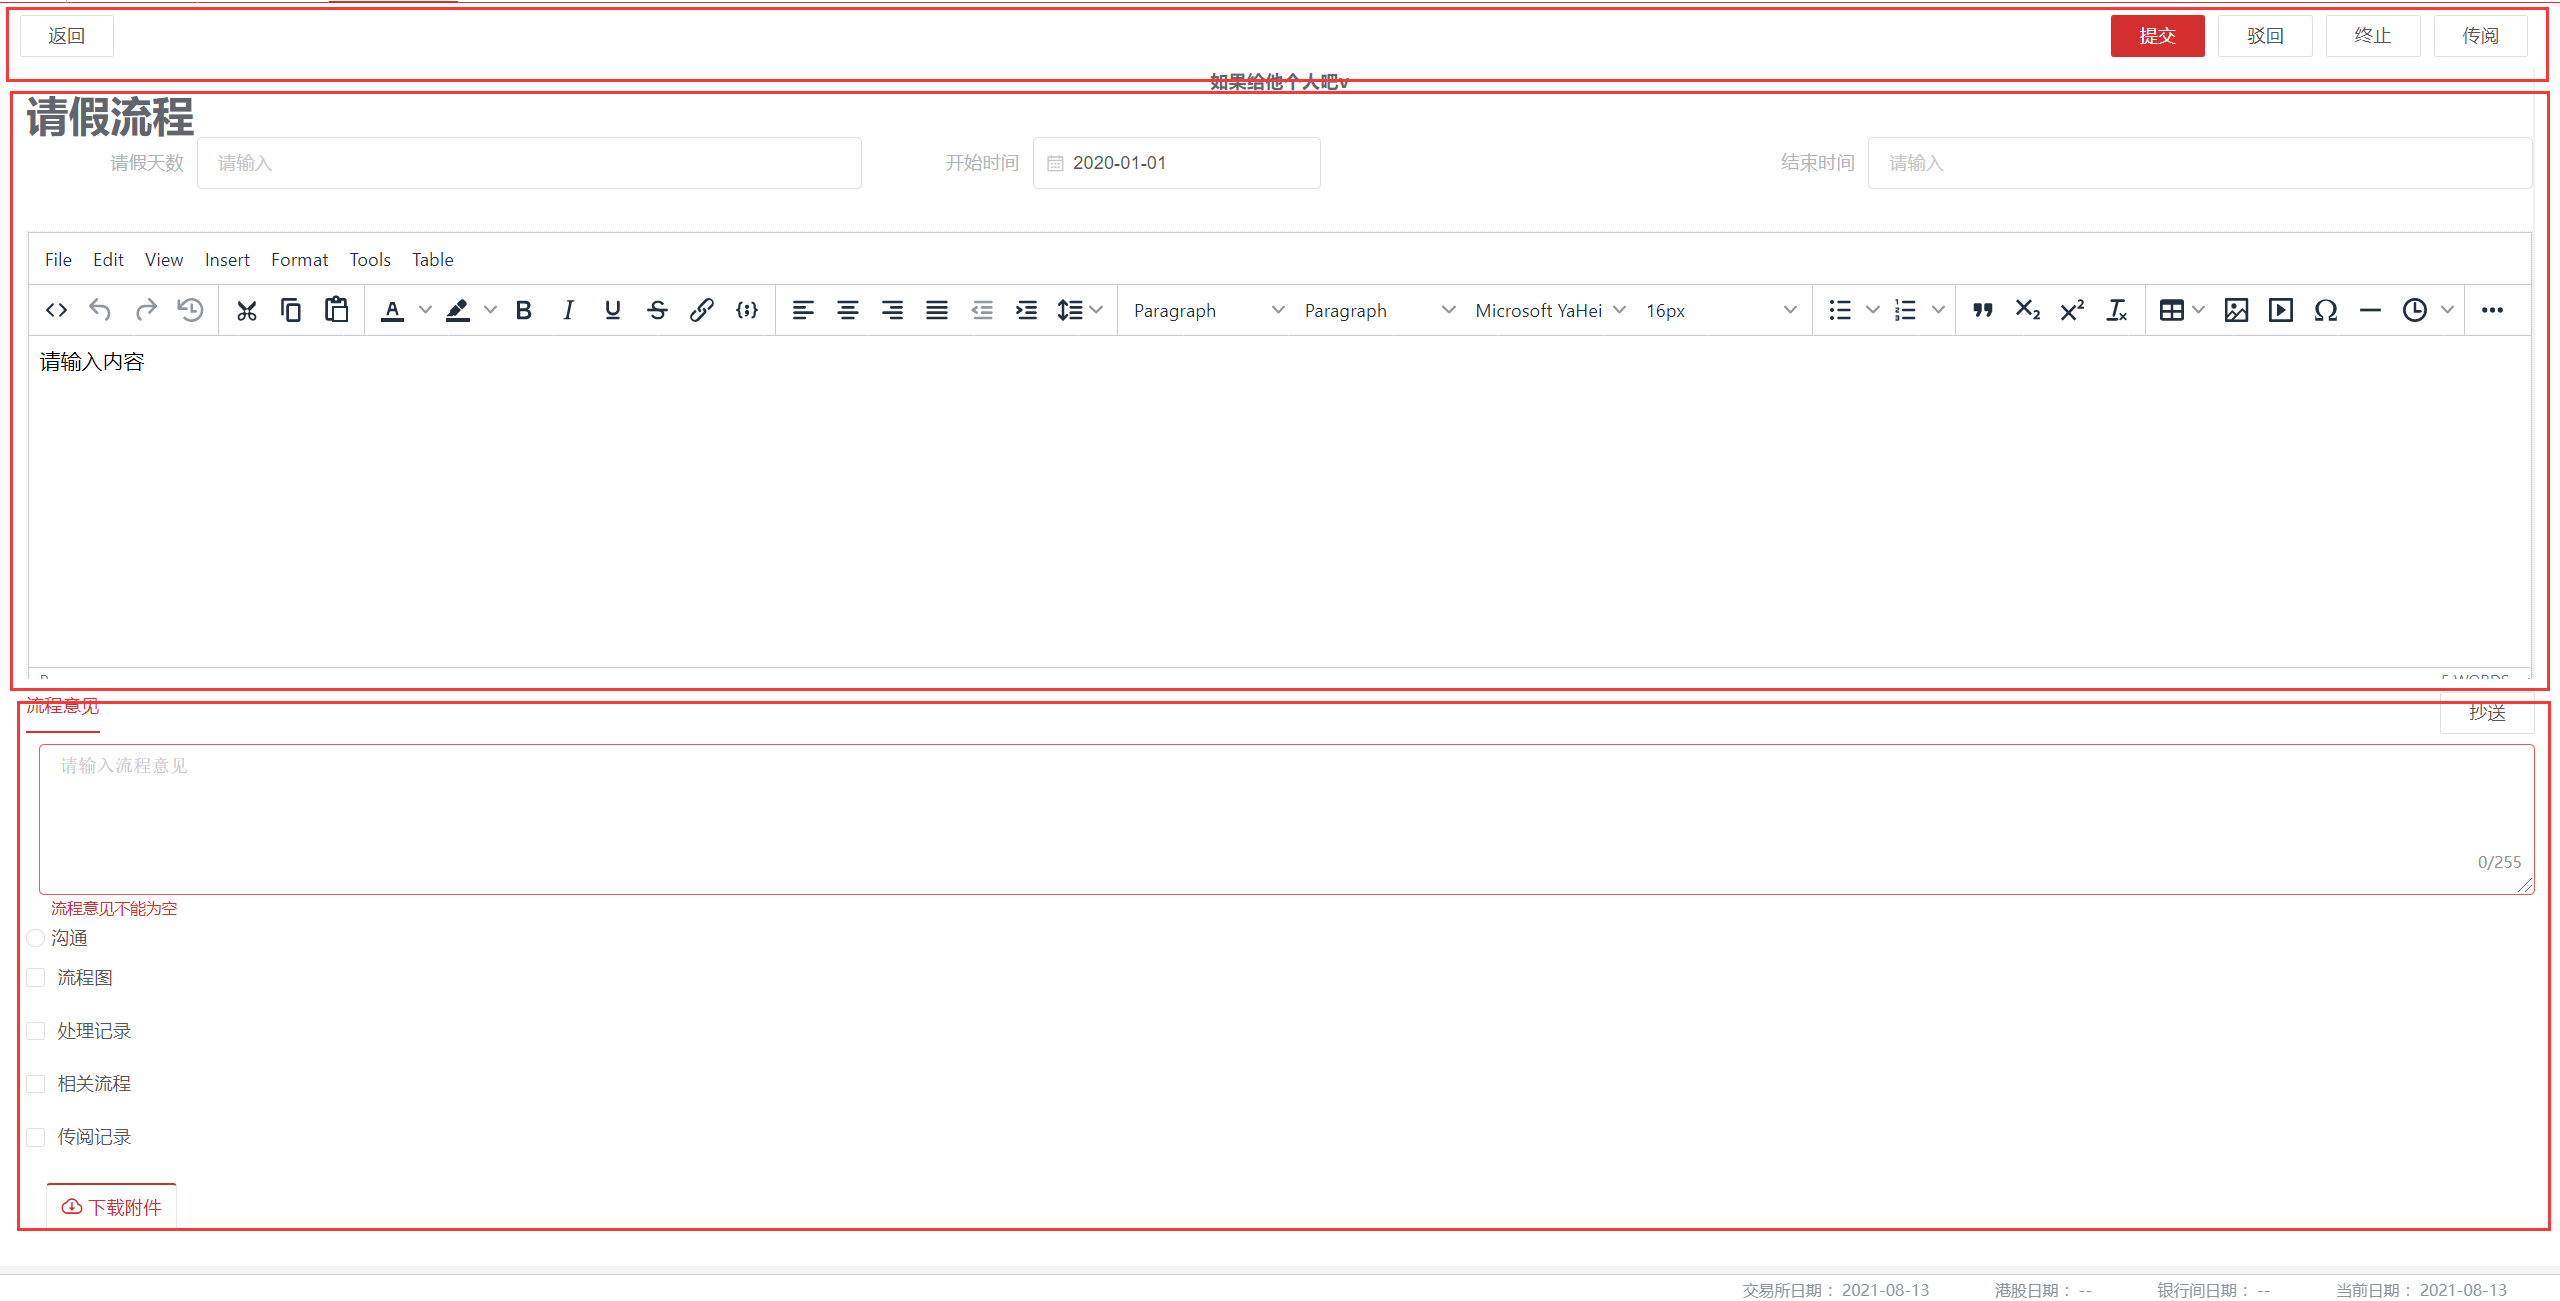 返回 提交 驳回 终止 传阅
如果给他个人吧v
请假流程
请假天数 请输入 开始时间 2020-01-01 结束时间 请输入
File Edit View Insert Format Tools Table
Paragraph Paragraph Microsoft YaHei 16px
请输入内容
5 WORDS
流程意见 抄送
请输入流程意见
0/255
流程意见不能为空
沟通
流程图
处理记录
相关流程
传阅记录
下载附件
交易所日期： 2021-08-13 港股日期： -- 银行间日期： -- 当前日期： 2021-08-13